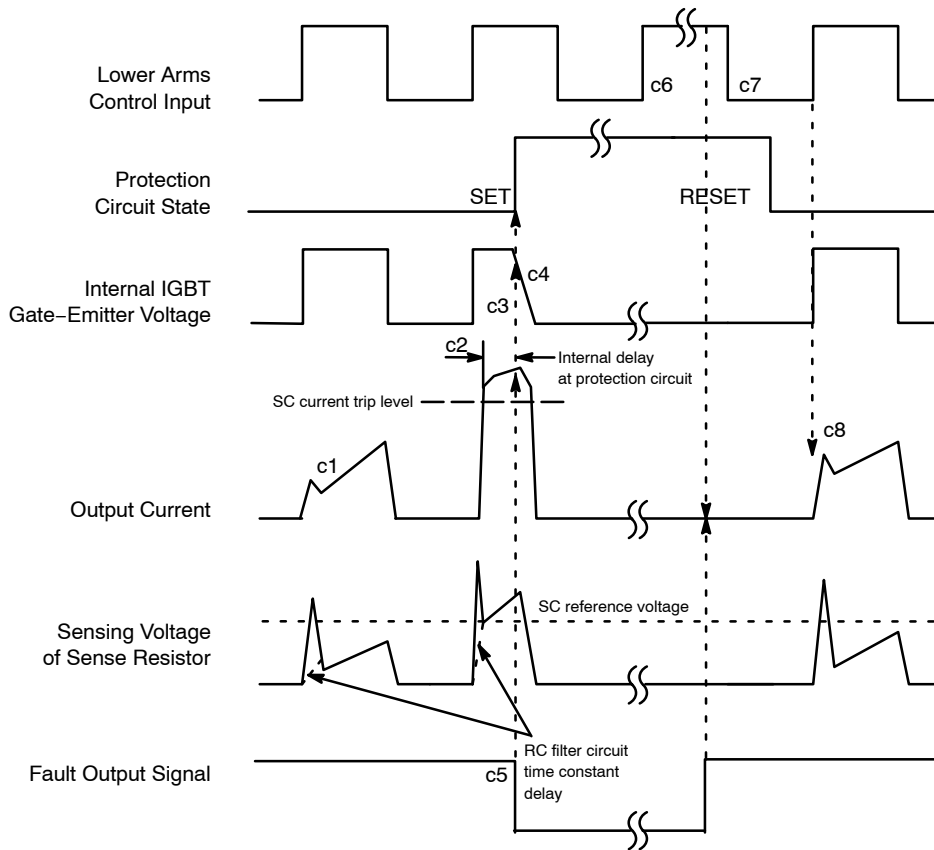 Lower Arms
Control Input
c6
c7
Protection
Circuit State
SET
RESET
Internal IGBT
Gate−Emitter Voltage
c3
c4
c2
Internal delay
at protection circuit
SC current trip level
c1
c8
Output Current
SC reference voltage
Sensing Voltage
of Sense Resistor
RC filter circuit
time constant
delay
Fault Output Signal
c5